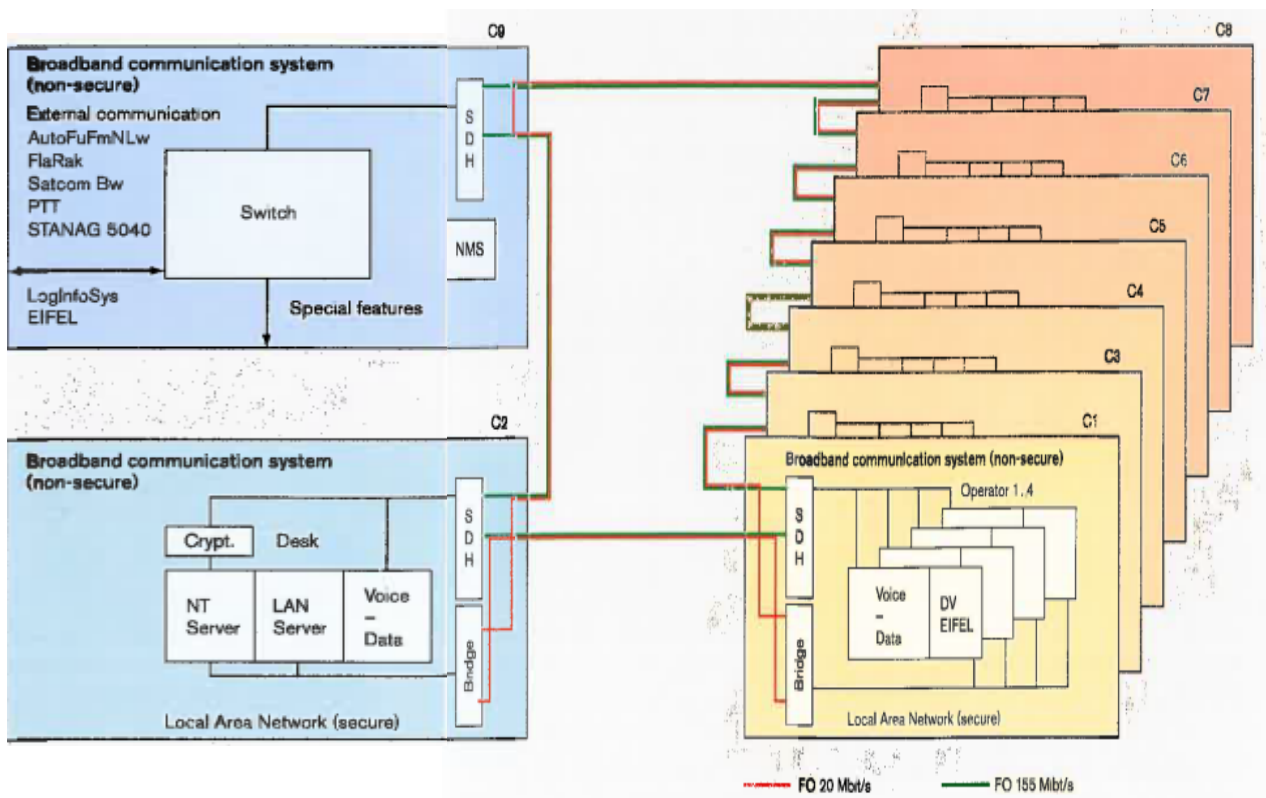 C9
Broadband communication system
(non-secure)
External communication
AutoFuFmNLw
FlaRak
Satcom Bw
PTT
STANAG 5040
LogInfoSys
EIFEL
Switch
Special features
S
D
H
NMS
C2
Broadband communication system
(non-secure)
Crypt.
Desk
NT
Server
LAN
Server
Voice
–
Data
S
D
H
Bridge
Local Area Network (secure)
C8
C7
C6
C5
C4
C3
C1
Broadband communication system (non-secure)
Operator 1..4
S
D
H
Voice
–
Data
DV
EIFEL
Bridge
Local Area Network (secure)
FO 20 Mbit/s
FO 155 Mibt/s